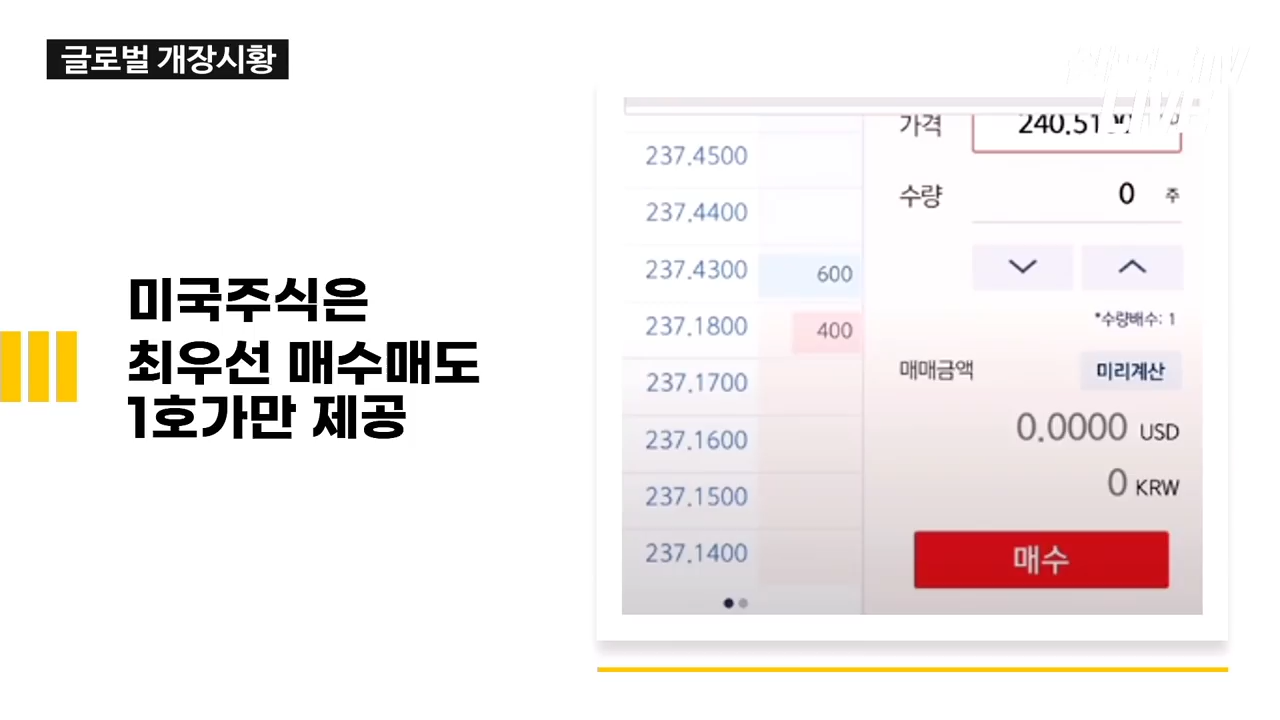 글로벌 개장시황
미국주식은
최우선 매수매도
1호가만 제공
237.4500
237.4400
237.4300 600
237.1800 400
237.1700
237.1600
237.1500
237.1400
가격
수량 0 주
*수량배수: 1
매매금액 미리계산
0.0000 USD
0 KRW
매수
LIVE